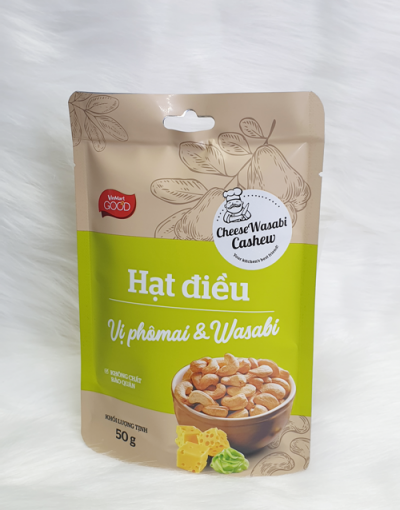 VinMart
GOOD
Cheese Wasabi
Cashew
Hạt điều
Vị phômai & Wasabi
KHÔNG CHẤT
BẢO QUẢN
KHỐI LƯỢNG TỊNH
50 g